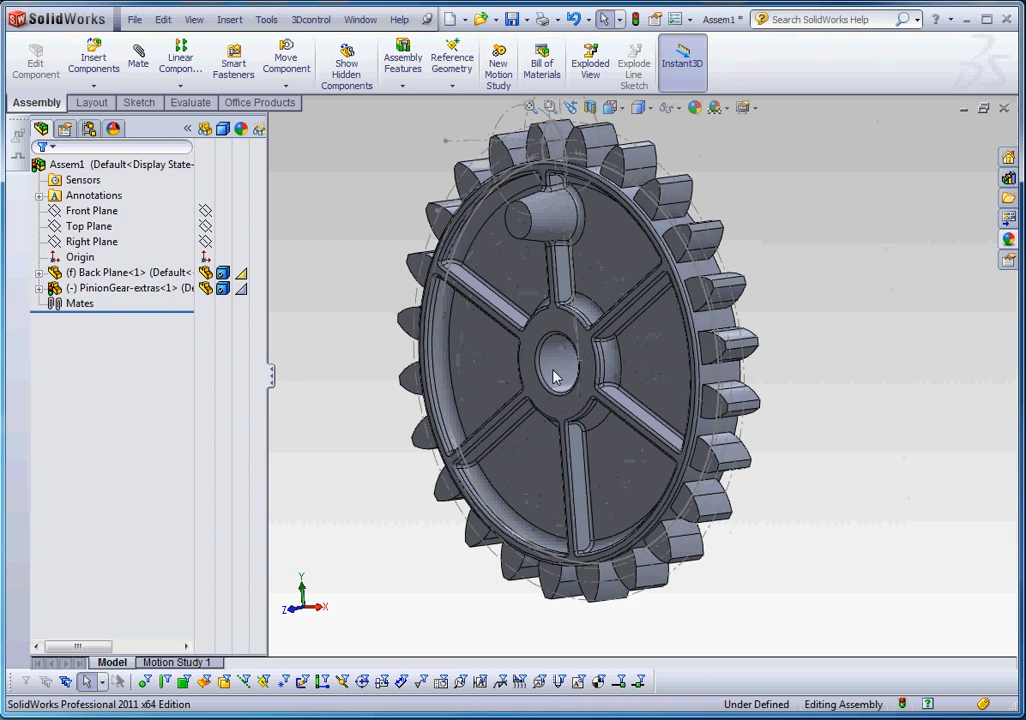 SolidWorks File Edit View Insert Tools 3Dcontrol Window Help Assem1 * Search SolidWorks Help
Edit Component
Insert Components
Mate
Linear Compon...
Smart Fasteners
Move Component
Show Hidden Components
Assembly Features
Reference Geometry
New Motion Study
Bill of Materials
Exploded View
Explode Line Sketch
Instant3D
Assembly Layout Sketch Evaluate Office Products
Assem1 (Default<Display State-
Sensors
Annotations
Front Plane
Top Plane
Right Plane
Origin
(f) Back Plane<1> (Default<
(-) PinionGear-extras<1> (De
Mates
Y
Z X
Model Motion Study 1
SolidWorks Professional 2011 x64 Edition Under Defined Editing Assembly